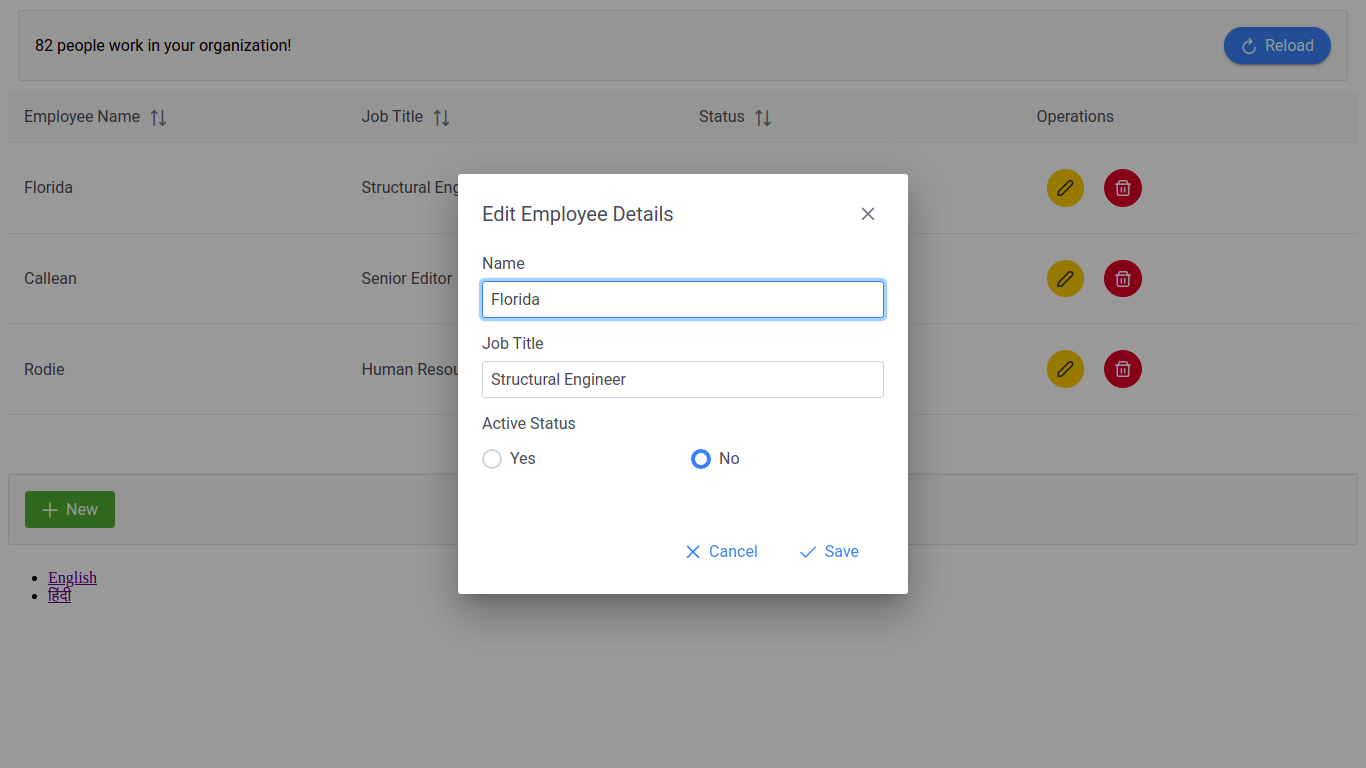 82 people work in your organization!
Reload
Employee Name
Job Title
Status
Operations
Florida
Structural Eng
Callean
Senior Editor
Rodie
Human Resou
Edit Employee Details
Name
Florida
Job Title
Structural Engineer
Active Status
Yes
No
Cancel
Save
New
English
हिंदी